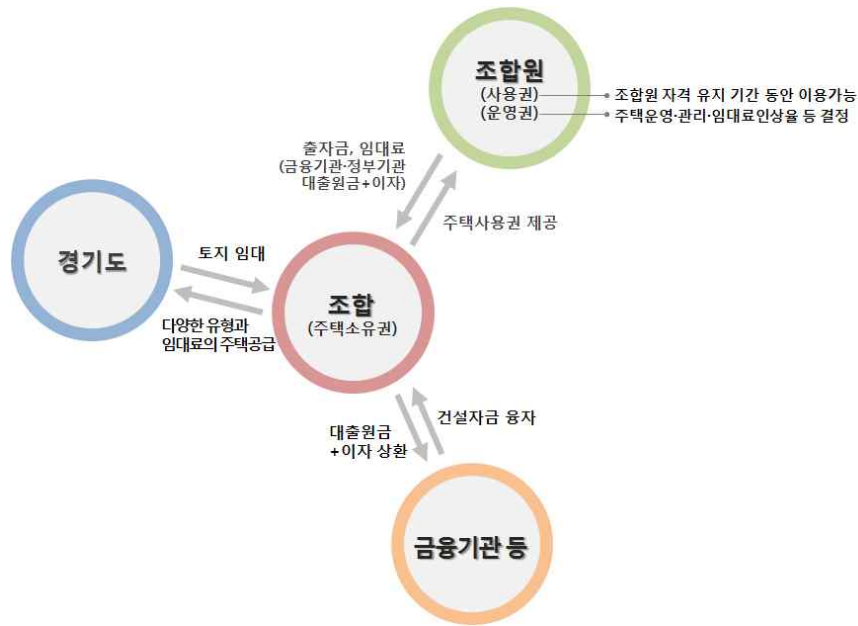 조합원
(사용권)
조합원 자격 유지 기간 동안 이용가능
(운영권)
주택운영·관리·임대료인상율 등 결정
출자금, 임대료
(금융기관·정부기관
대출원금+이자)
주택사용권 제공
경기도
토지 임대
다양한 유형과
임대료의 주택공급
조합
(주택소유권)
대출원금
+이자 상환
건설자금 융자
금융기관 등